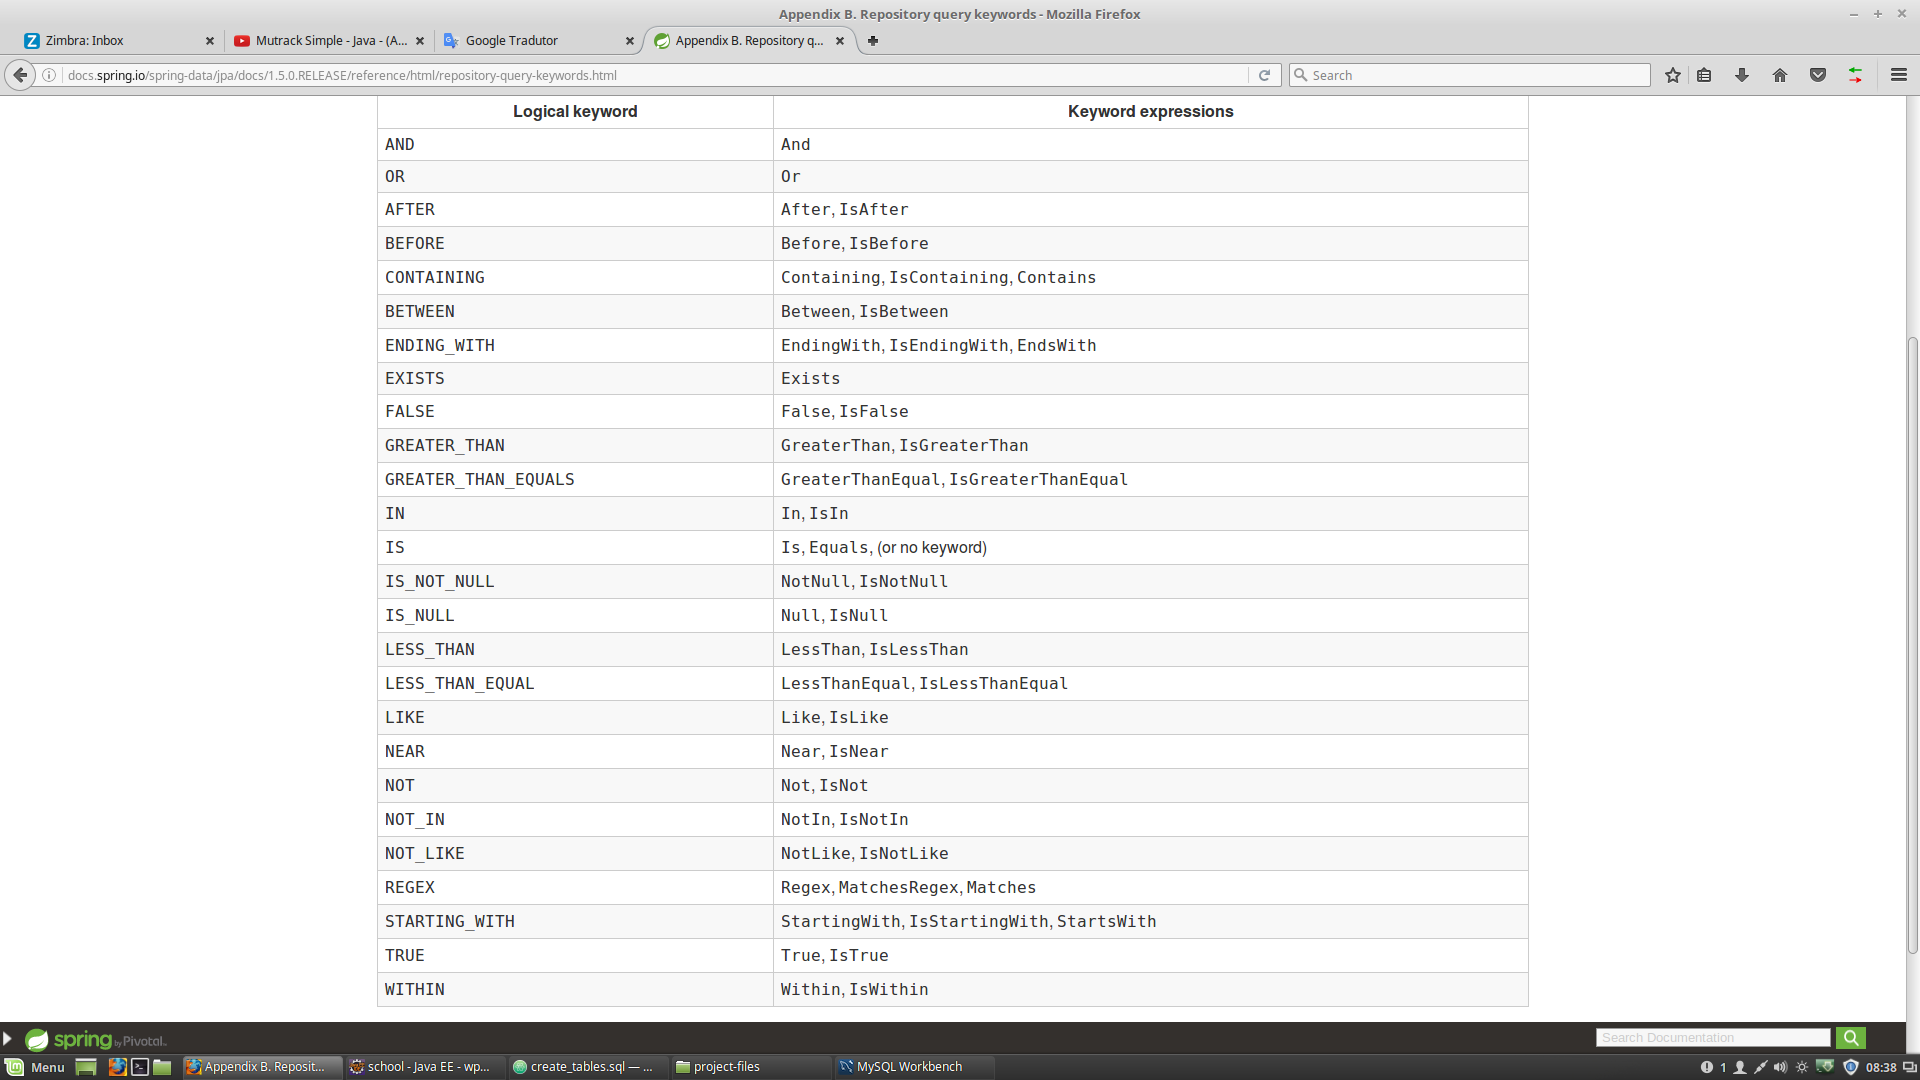 Appendix B. Repository query keywords - Mozilla Firefox
Zimbra: Inbox
Mutrack Simple - Java - (A...
Google Tradutor
Appendix B. Repository q...
docs.spring.io/spring-data/jpa/docs/1.5.0.RELEASE/reference/html/repository-query-keywords.html
Search
Logical keyword Keyword expressions
AND And
OR Or
AFTER After, IsAfter
BEFORE Before, IsBefore
CONTAINING Containing, IsContaining, Contains
BETWEEN Between, IsBetween
ENDING_WITH EndingWith, IsEndingWith, EndsWith
EXISTS Exists
FALSE False, IsFalse
GREATER_THAN GreaterThan, IsGreaterThan
GREATER_THAN_EQUALS GreaterThanEqual, IsGreaterThanEqual
IN In, IsIn
IS Is, Equals, (or no keyword)
IS_NOT_NULL NotNull, IsNotNull
IS_NULL Null, IsNull
LESS_THAN LessThan, IsLessThan
LESS_THAN_EQUAL LessThanEqual, IsLessThanEqual
LIKE Like, IsLike
NEAR Near, IsNear
NOT Not, IsNot
NOT_IN NotIn, IsNotIn
NOT_LIKE NotLike, IsNotLike
REGEX Regex, MatchesRegex, Matches
STARTING_WITH StartingWith, IsStartingWith, StartsWith
TRUE True, IsTrue
WITHIN Within, IsWithin
spring by Pivotal.
Search Documentation
Menu
Appendix B. Reposit...
school - Java EE - wp...
create_tables.sql — ...
project-files
MySQL Workbench
1
08:38